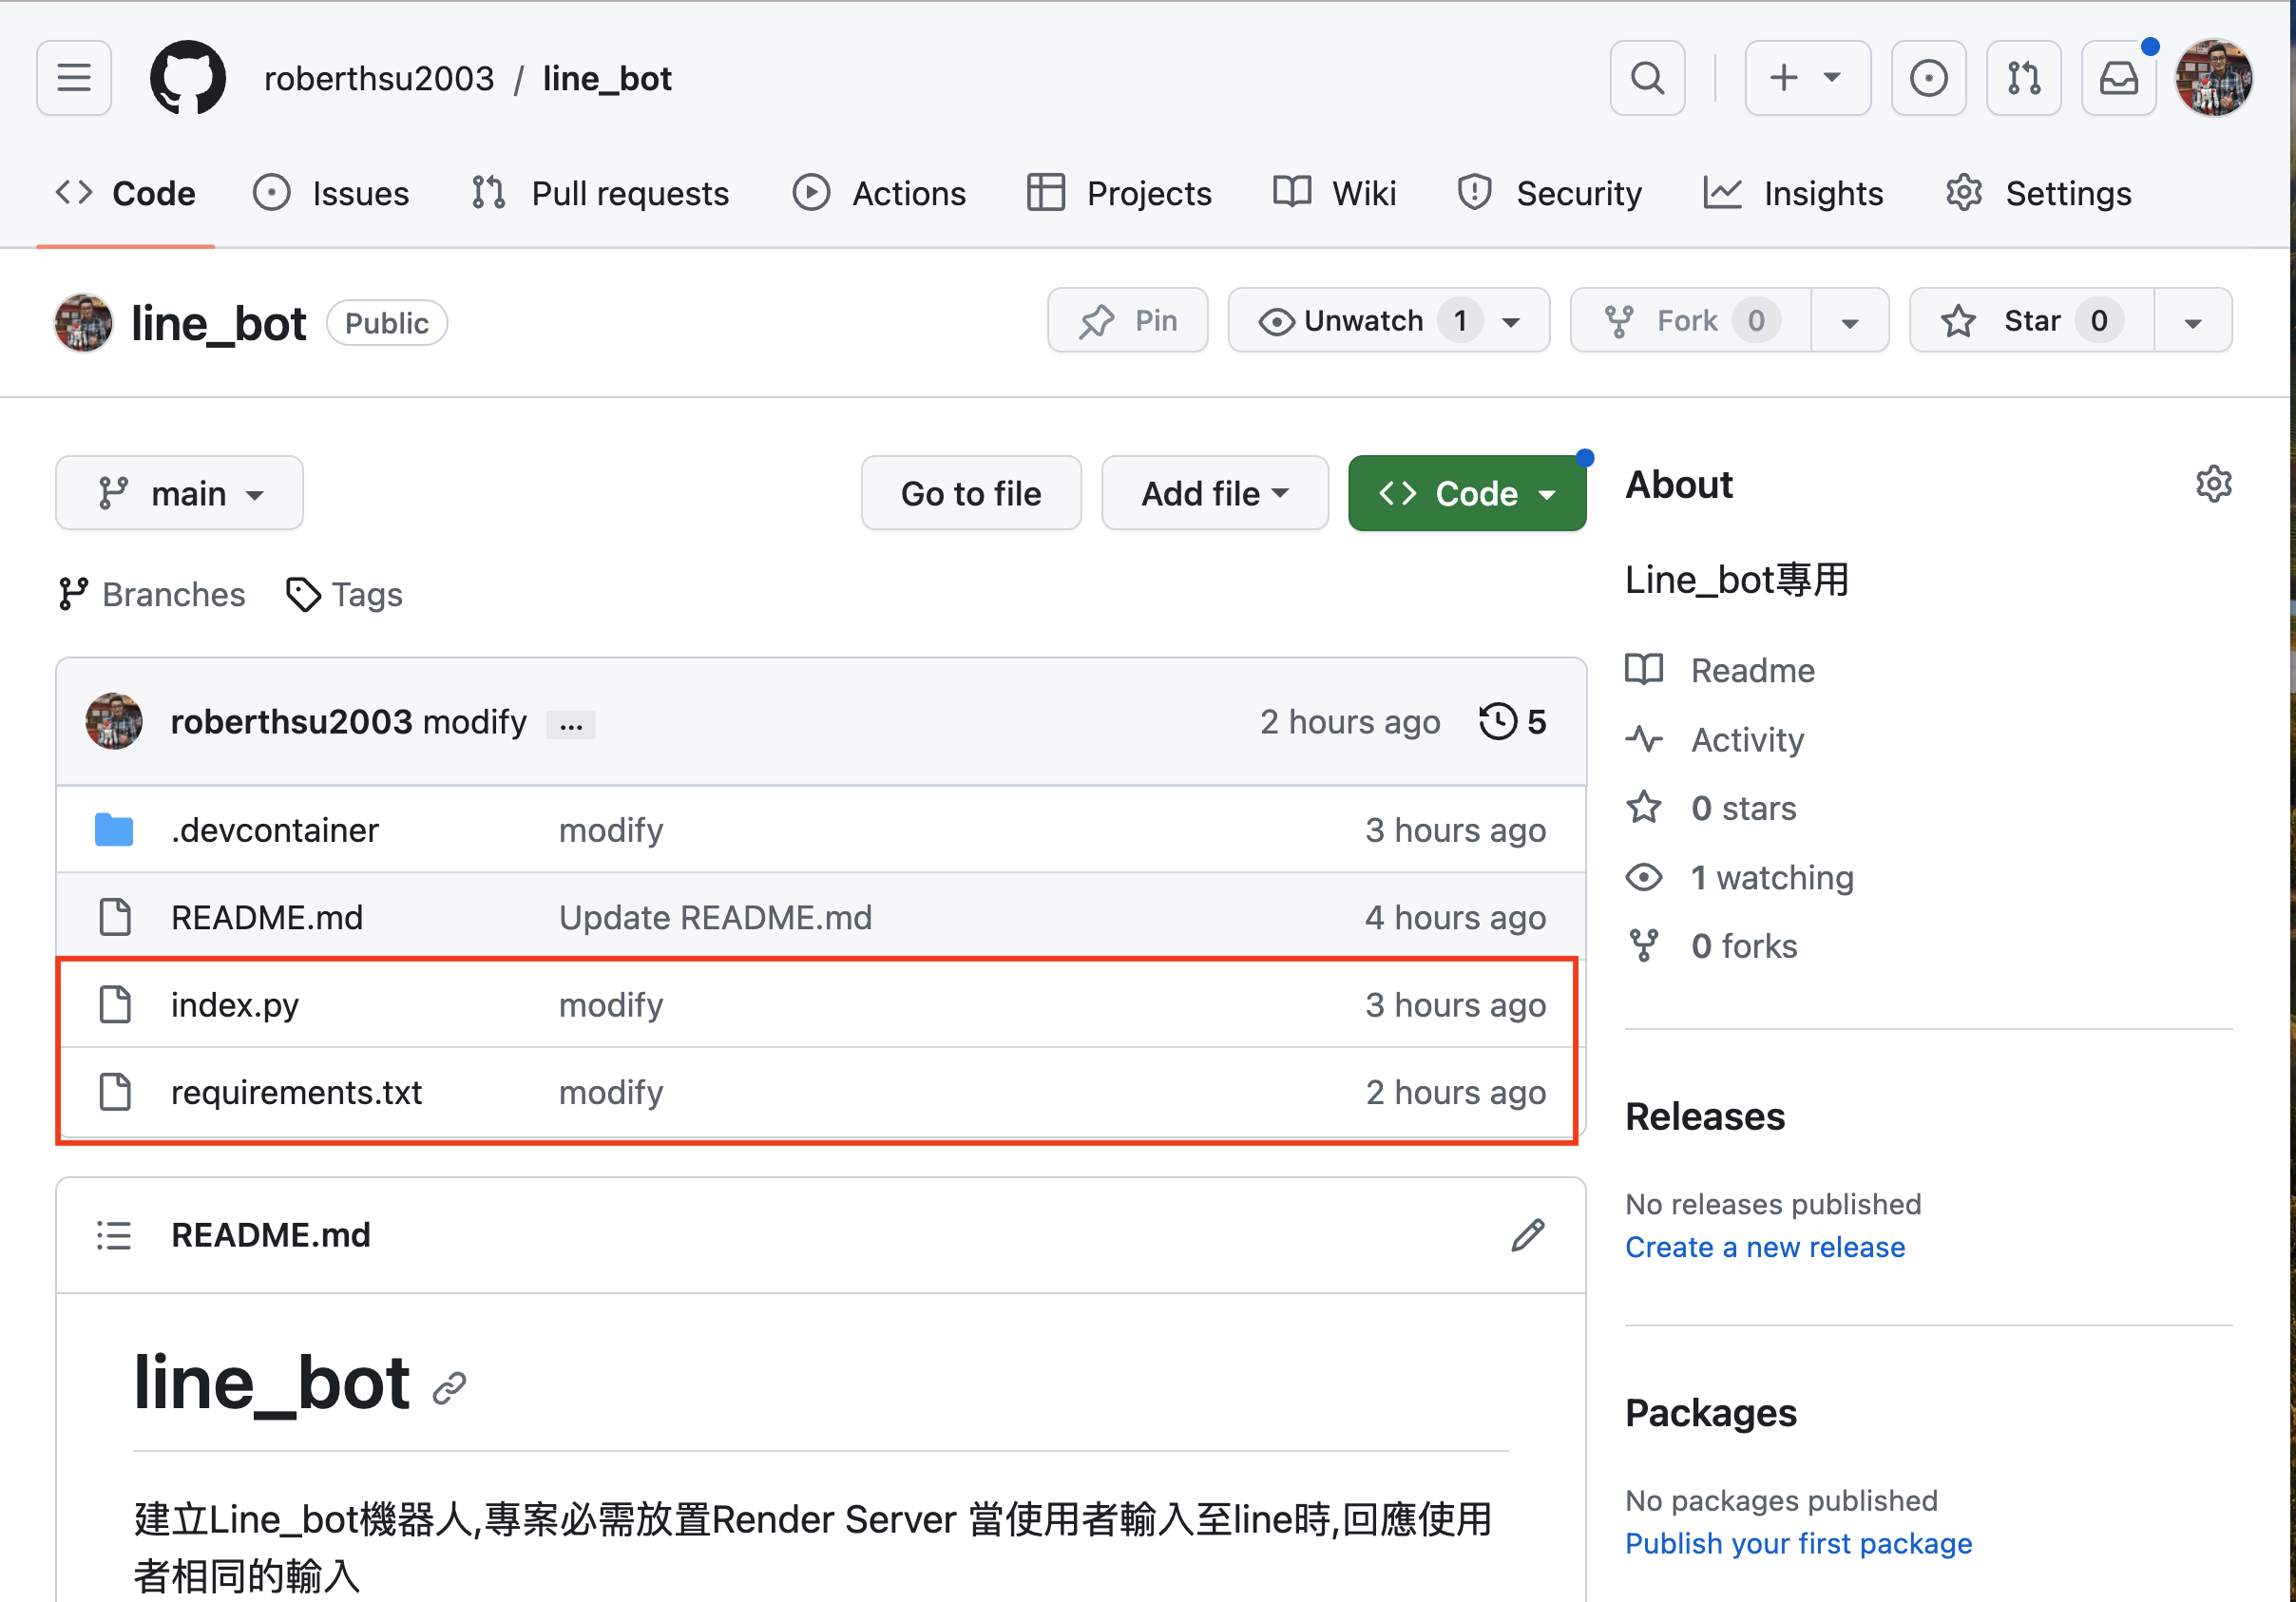 roberthsu2003 / line_bot
Code Issues Pull requests Actions Projects Wiki Security Insights Settings
line_bot Public Pin Unwatch 1 Fork 0 Star 0
main Go to file Add file Code
Branches Tags
roberthsu2003 modify ... 2 hours ago 5
.devcontainer modify 3 hours ago
README.md Update README.md 4 hours ago
index.py modify 3 hours ago
requirements.txt modify 2 hours ago
README.md
line_bot
建立Line_bot機器人,專案必需放置Render Server 當使用者輸入至line時,回應使用
者相同的輸入
About
Line_bot專用
Readme
Activity
0 stars
1 watching
0 forks
Releases
No releases published
Create a new release
Packages
No packages published
Publish your first package